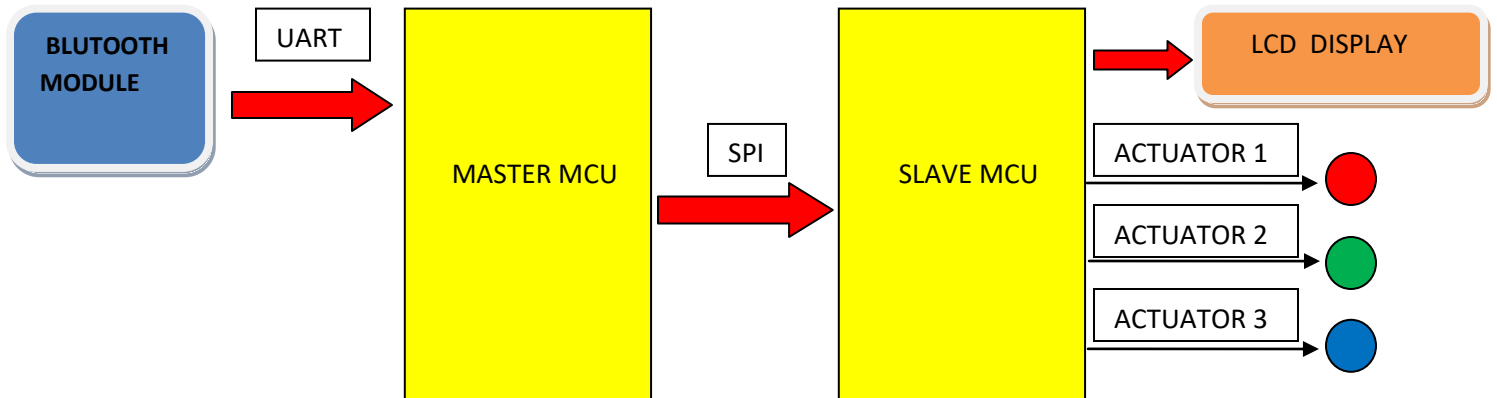 BLUTOOTH
MODULE
UART
MASTER MCU
SPI
SLAVE MCU
LCD DISPLAY
ACTUATOR 1
ACTUATOR 2
ACTUATOR 3